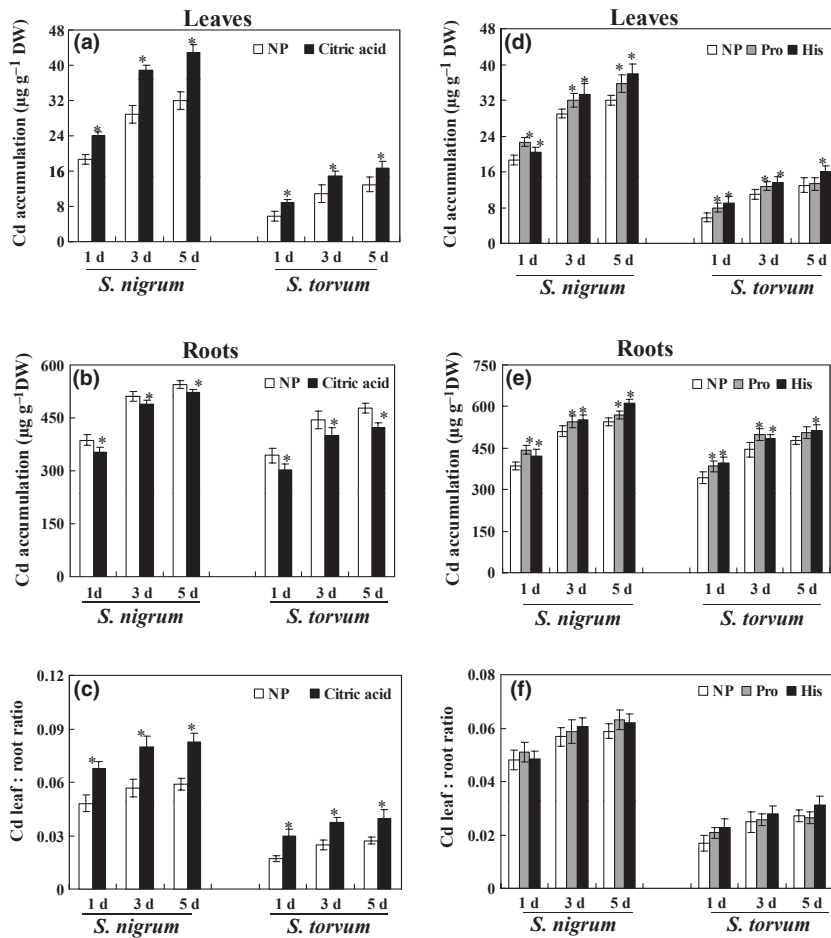 Leaves
(a)
NP Citric acid
Cd accumulation (µg g⁻¹ DW)
48
40
32
24
16
8
0
* * * * * *
1 d 3 d 5 d 1 d 3 d 5 d
S. nigrum S. torvum
Roots
(b)
NP Citric acid
Cd accumulation (µg g⁻¹DW)
600
450
300
150
0
* * * * * *
1d 3 d 5 d 1 d 3 d 5 d
S. nigrum S. torvum
(c)
NP Citric acid
Cd leaf : root ratio
0.12
0.09
0.06
0.03
0.00
* * * * * *
1 d 3 d 5 d 1 d 3 d 5 d
S. nigrum S. torvum
Leaves
(d)
NP Pro His
Cd accumulation (µg g⁻¹ DW)
48
40
32
24
16
8
0
* * * * * * * * * * *
1 d 3 d 5 d 1 d 3 d 5 d
S. nigrum S. torvum
Roots
(e)
NP Pro His
Cd accumulation (µg g⁻¹ DW)
750
600
450
300
150
0
* * * * * * * * * * *
1 d 3 d 5 d 1 d 3 d 5 d
S. nigrum S. torvum
(f)
NP Pro His
Cd leaf : root ratio
0.08
0.06
0.04
0.02
0.00
1 d 3 d 5 d 1 d 3 d 5 d
S. nigrum S. torvum